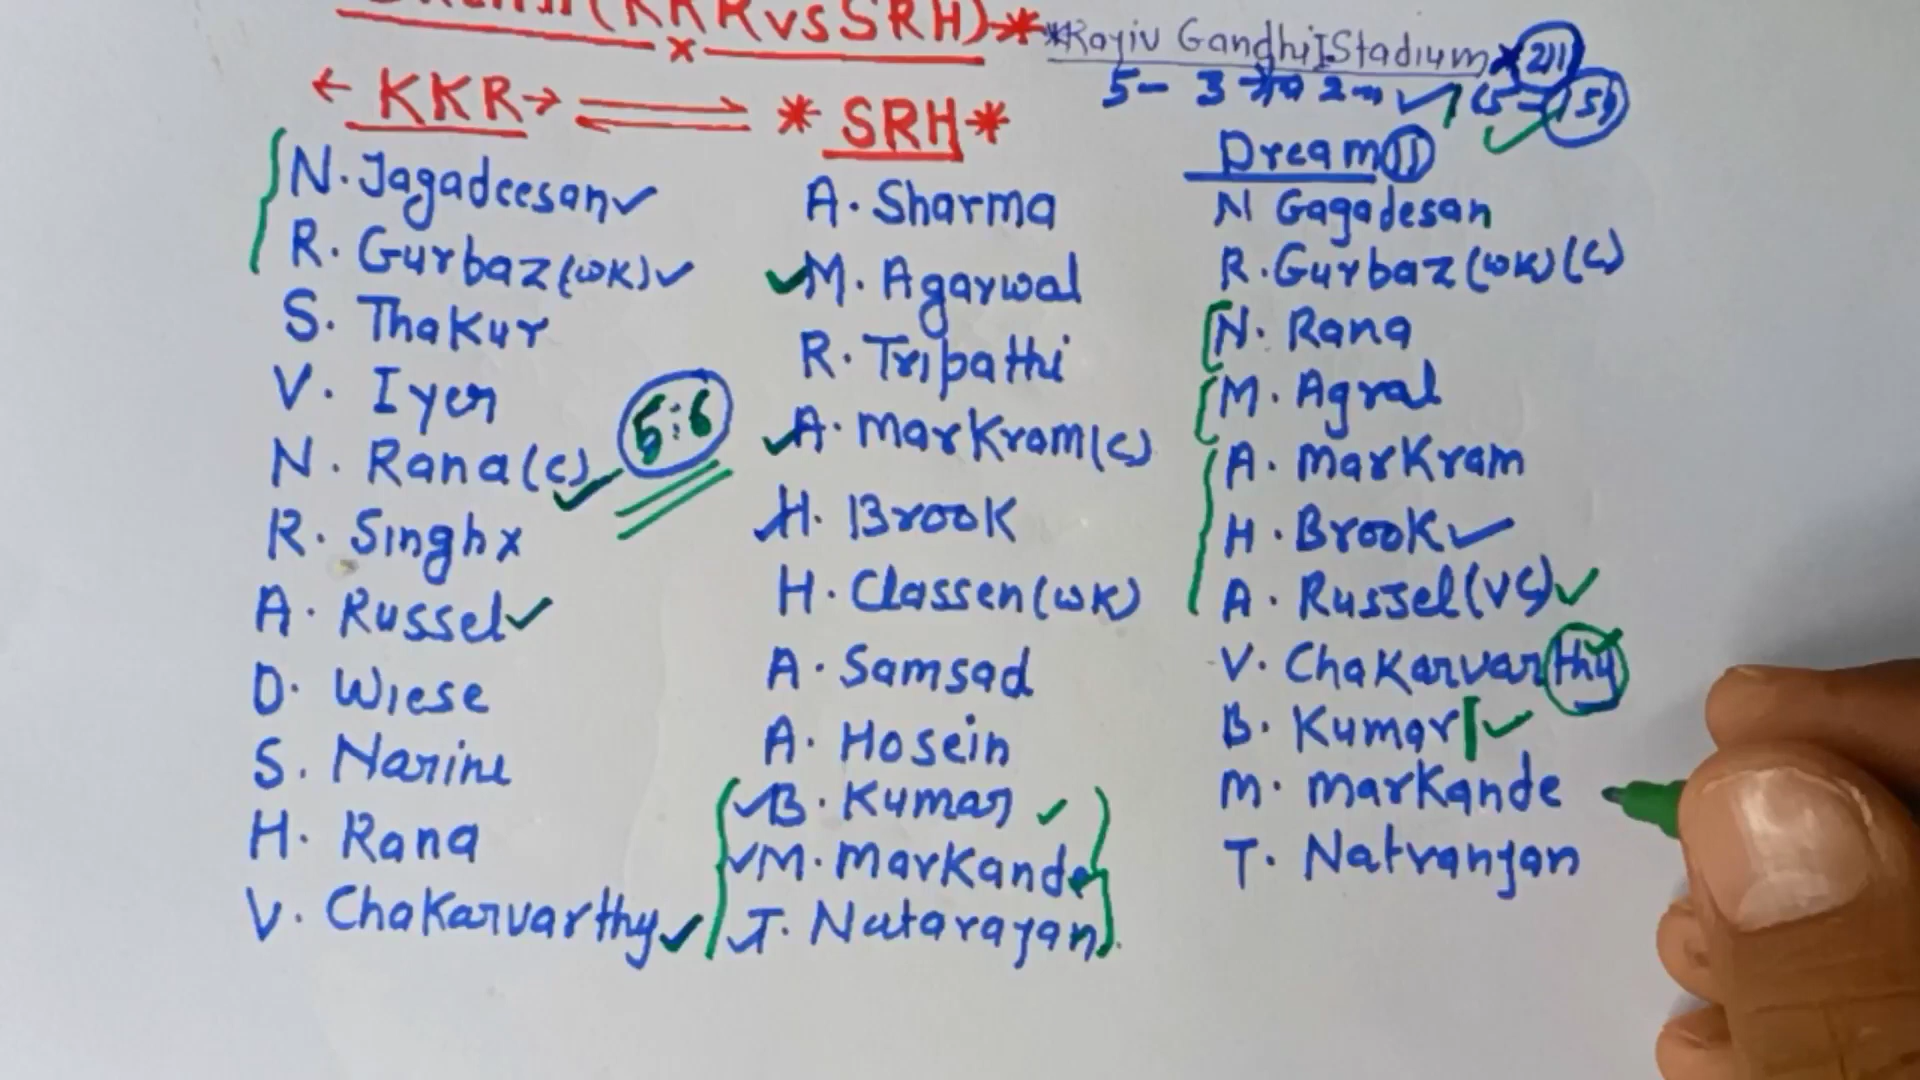 (KKR vs SRH)
*Rayiv Gandhi I Stadium x 211
5- 3
KKR
* SRH *
Dream 11
N. Jagadeesan
R. Gurbaz (wk)
S. Thakur
V. Iyer
N. Rana (c)
R. Singh x
A. Russel
D. Wiese
S. Narine
H. Rana
V. Chakarvarthy
5:6
A. Sharma
M. Agarwal
R. Tripathi
A. Markram (c)
H. Brook
H. Classen (wk)
A. Samsad
A. Hosein
B. Kumar
M. Markande
T. Natarajan
N Gagadesan
R. Gurbaz (wk) (c)
N. Rana
M. Agral
A. Markram
H. Brook
A. Russel (vc)
V. Chakarvarthy
B. Kumar
M. Markande
T. Natranjan